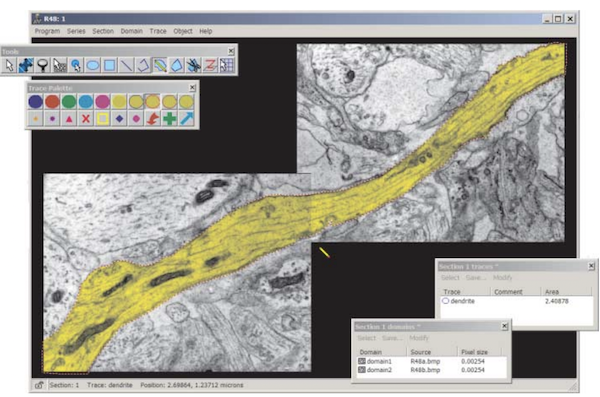 R48: 1
Program Series Section Domain Trace Object Help
Tools
Trace Palette
Section 1 traces *
Select Save... Modify
Trace Comment Area
dendrite 2.40878
Section 1 domains *
Select Save... Modify
Domain Source Pixel size
domain1 R48a.bmp 0.00254
domain2 R48b.bmp 0.00254
Section: 1 Trace: dendrite Position: 2.69864, 1.23712 microns